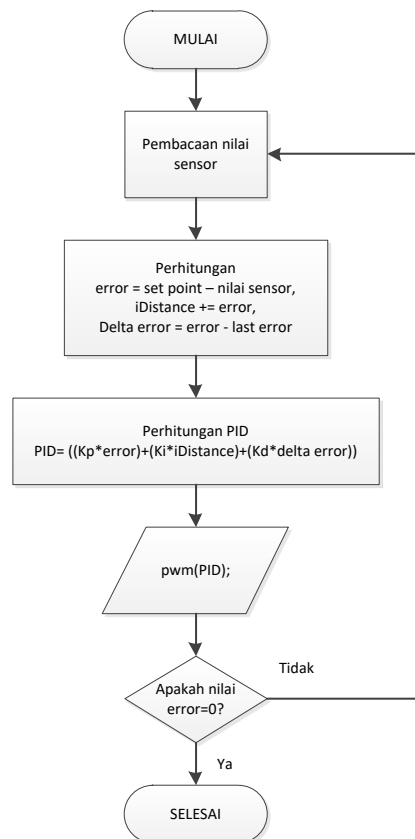 MULAI
Pembacaan nilai
sensor
Perhitungan
error = set point – nilai sensor,
iDistance += error,
Delta error = error - last error
Perhitungan PID
PID= ((Kp*error)+(Ki*iDistance)+(Kd*delta error))
pwm(PID);
Tidak
Apakah nilai
error=0?
Ya
SELESAI